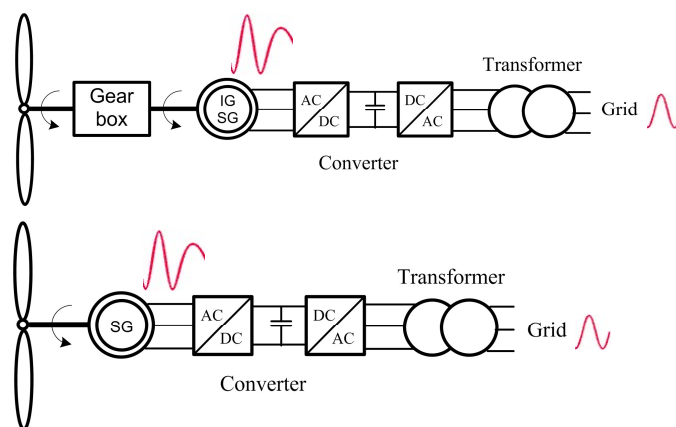 Transformer
Gear
box
IG
SG
AC
DC
DC
AC
Grid
Converter
Transformer
SG
AC
DC
DC
AC
Grid
Converter